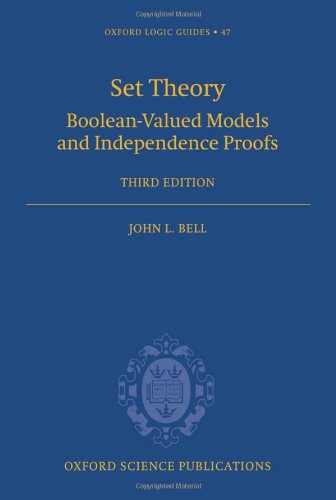 OXFORD LOGIC GUIDES • 47
Set Theory
Boolean-Valued Models
and Independence Proofs
THIRD EDITION
JOHN L. BELL
OXFORD SCIENCE PUBLICATIONS